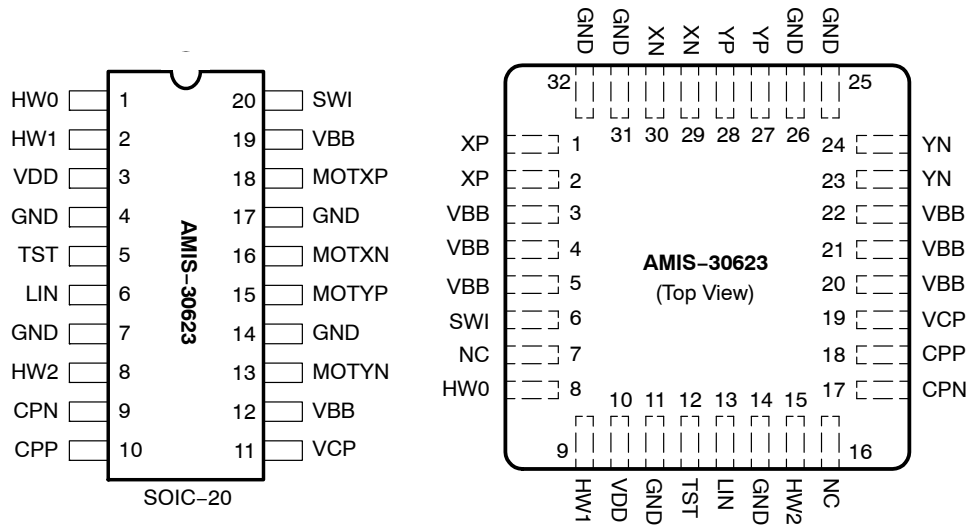 HW0 1 20 SWI
HW1 2 19 VBB
VDD 3 18 MOTXP
GND 4 17 GND
TST 5 16 MOTXN
LIN 6 15 MOTYP
GND 7 14 GND
HW2 8 13 MOTYN
CPN 9 12 VBB
CPP 10 11 VCP
AMIS–30623
SOIC–20
GND GND XN XN YP YP GND GND
32 31 30 29 28 27 26 25
XP 1 24 YN
XP 2 23 YN
VBB 3 22 VBB
VBB 4 21 VBB
VBB 5 20 VBB
SWI 6 19 VCP
NC 7 18 CPP
HW0 8 17 CPN
AMIS–30623
(Top View)
9 10 11 12 13 14 15 16
HW1 VDD GND TST LIN GND HW2 NC